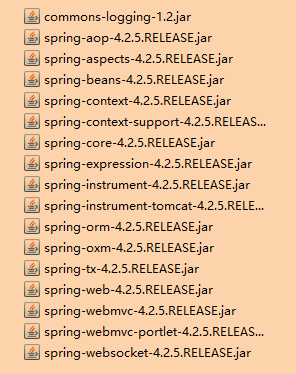 commons-logging-1.2.jar
spring-aop-4.2.5.RELEASE.jar
spring-aspects-4.2.5.RELEASE.jar
spring-beans-4.2.5.RELEASE.jar
spring-context-4.2.5.RELEASE.jar
spring-context-support-4.2.5.RELEAS...
spring-core-4.2.5.RELEASE.jar
spring-expression-4.2.5.RELEASE.jar
spring-instrument-4.2.5.RELEASE.jar
spring-instrument-tomcat-4.2.5.RELE...
spring-orm-4.2.5.RELEASE.jar
spring-oxm-4.2.5.RELEASE.jar
spring-tx-4.2.5.RELEASE.jar
spring-web-4.2.5.RELEASE.jar
spring-webmvc-4.2.5.RELEASE.jar
spring-webmvc-portlet-4.2.5.RELEAS...
spring-websocket-4.2.5.RELEASE.jar